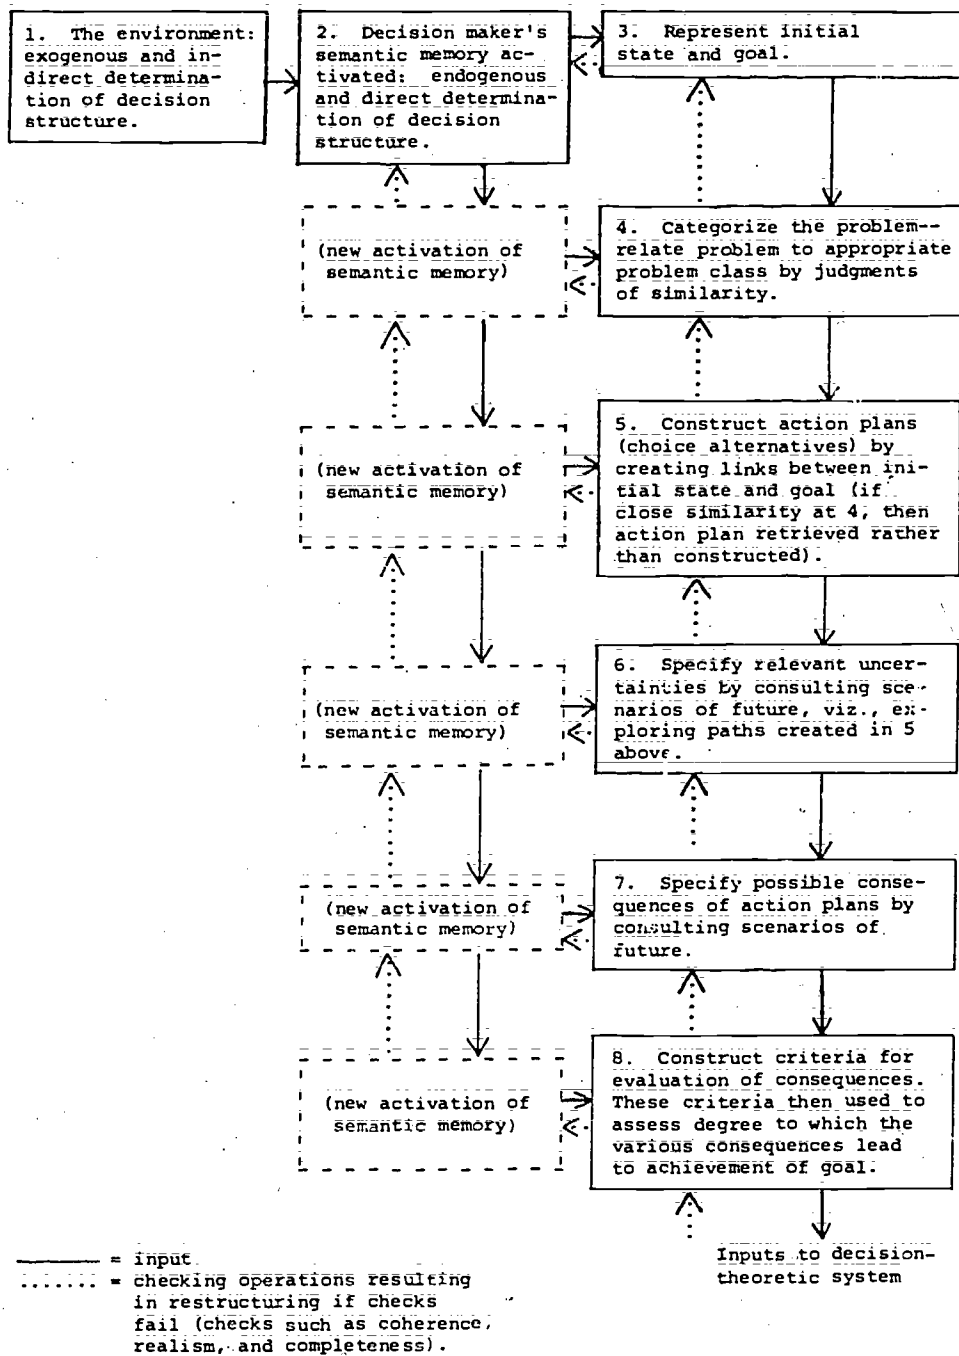 1. The environment:
exogenous and in-
direct determina-
tion of decision
structure.
2. Decision maker's
semantic memory ac-
tivated: endogenous
and direct determina-
tion of decision
structure.
3. Represent initial
state and goal.
(new activation of
semantic memory)
4. Categorize the problem--
relate problem to appropriate
problem class by judgments
of similarity.
(new activation of
semantic memory)
5. Construct action plans
(choice alternatives) by
creating links between ini-
tial state and goal (if
close similarity at 4, then
action plan retrieved rather
than constructed).
(new activation of
semantic memory)
6. Specify relevant uncer-
tainties by consulting sce-
narios of future, viz., ex-
ploring paths created in 5
above.
(new activation of
semantic memory)
7. Specify possible conse-
quences of action plans by
consulting scenarios of
future.
(new activation of
semantic memory)
8. Construct criteria for
evaluation of consequences.
These criteria then used to
assess degree to which the
various consequences lead
to achievement of goal.
Inputs to decision-
theoretic system
= input
....... = checking operations resulting
in restructuring if checks
fail (checks such as coherence,
realism, and completeness).